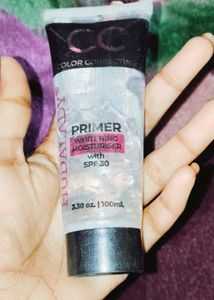 CC
COLOR CORRECTING
HUDALADY®
PRIMER
WHITENING
MOISTURISER
with
SPF 30
3.38 oz. | 100mL